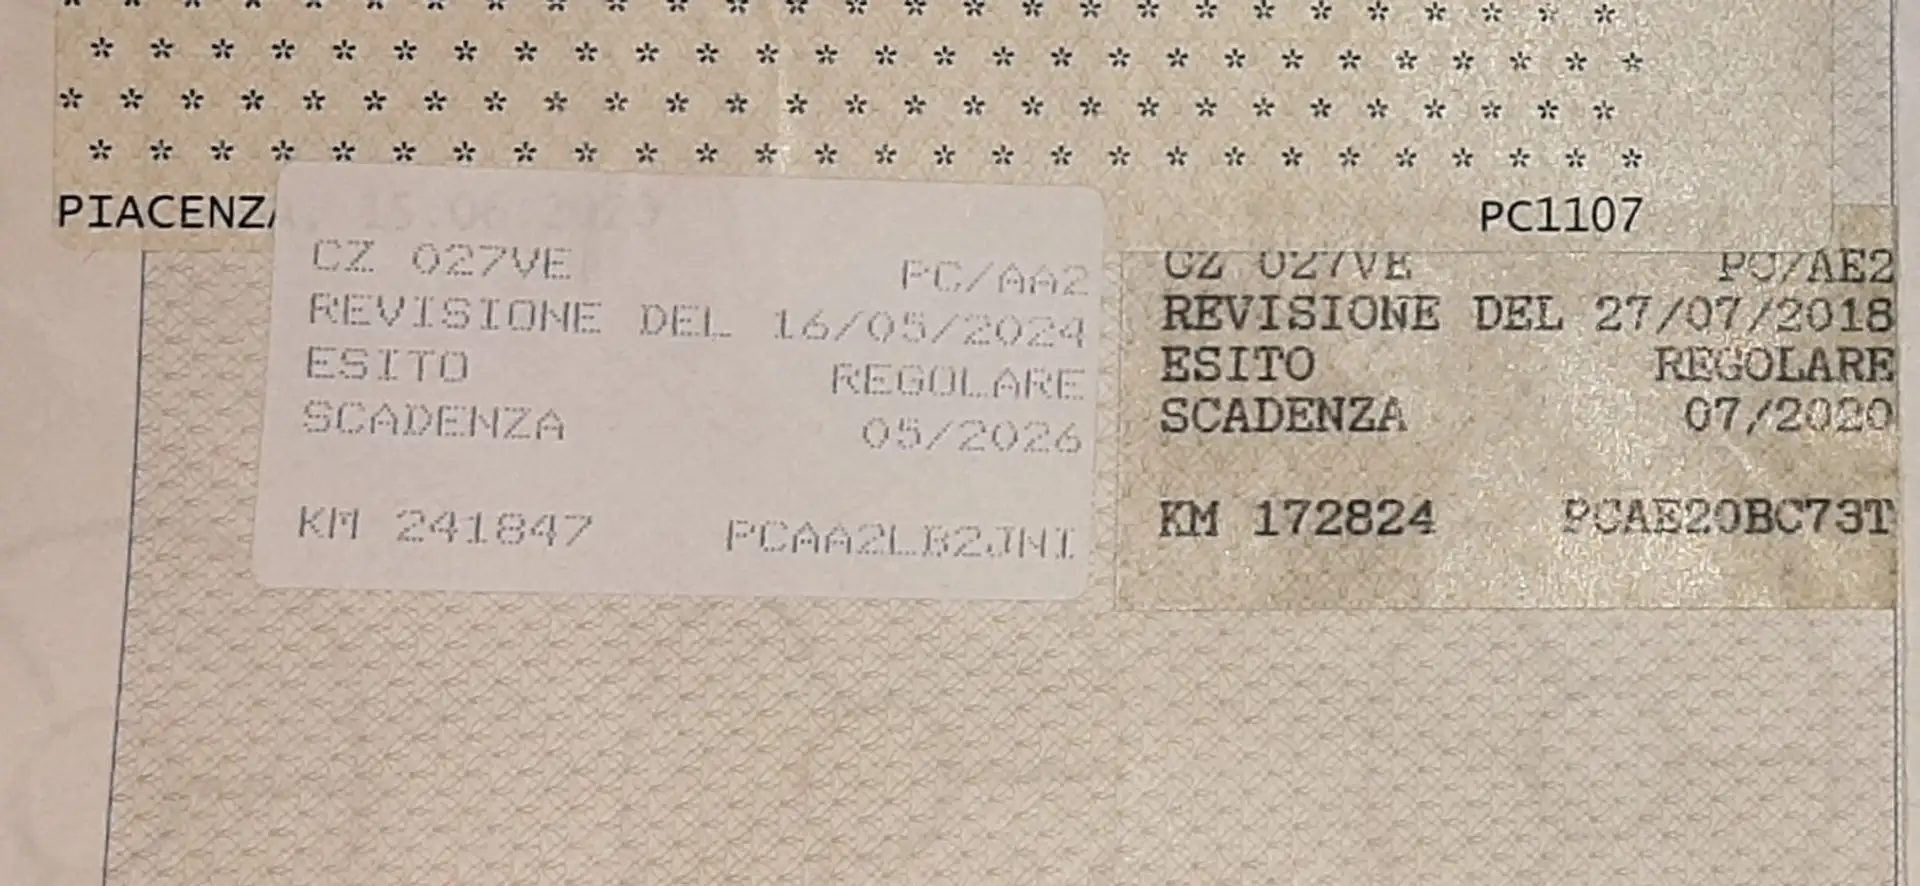 * * * * * * * * * * * * * * * * * * * * * * * * * * *
* * * * * * * * * * * * * * * * * * * * * * * * * * *
* * * * * * * * * * * * * * * * * * * * * * * * * * *
* * * * * * * * * * * * * * * * * * * * * * * * * * *
PIACENZA, PC1107
CZ 027VE PC/AA2
REVISIONE DEL 16/05/2024
ESITO REGOLARE
SCADENZA 05/2026
KM 241847 PCAA2LB2JNI
CZ 027VE PC/AE2
REVISIONE DEL 27/07/2018
ESITO REGOLARE
SCADENZA 07/2020
KM 172824 PCAE20BC73T